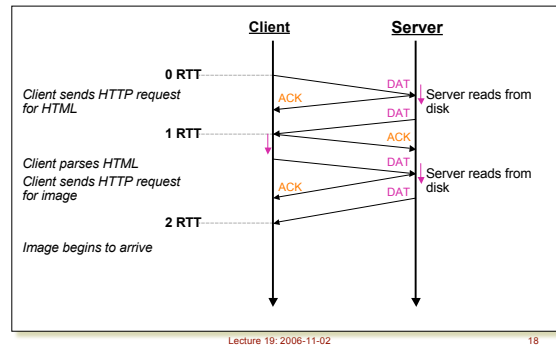 Client Server
0 RTT
DAT
Client sends HTTP request
for HTML
ACK
Server reads from
disk
DAT
1 RTT
ACK
Client parses HTML
DAT
Client sends HTTP request
for image
Server reads from
disk
ACK
DAT
2 RTT
Image begins to arrive
Lecture 19: 2006-11-02 18